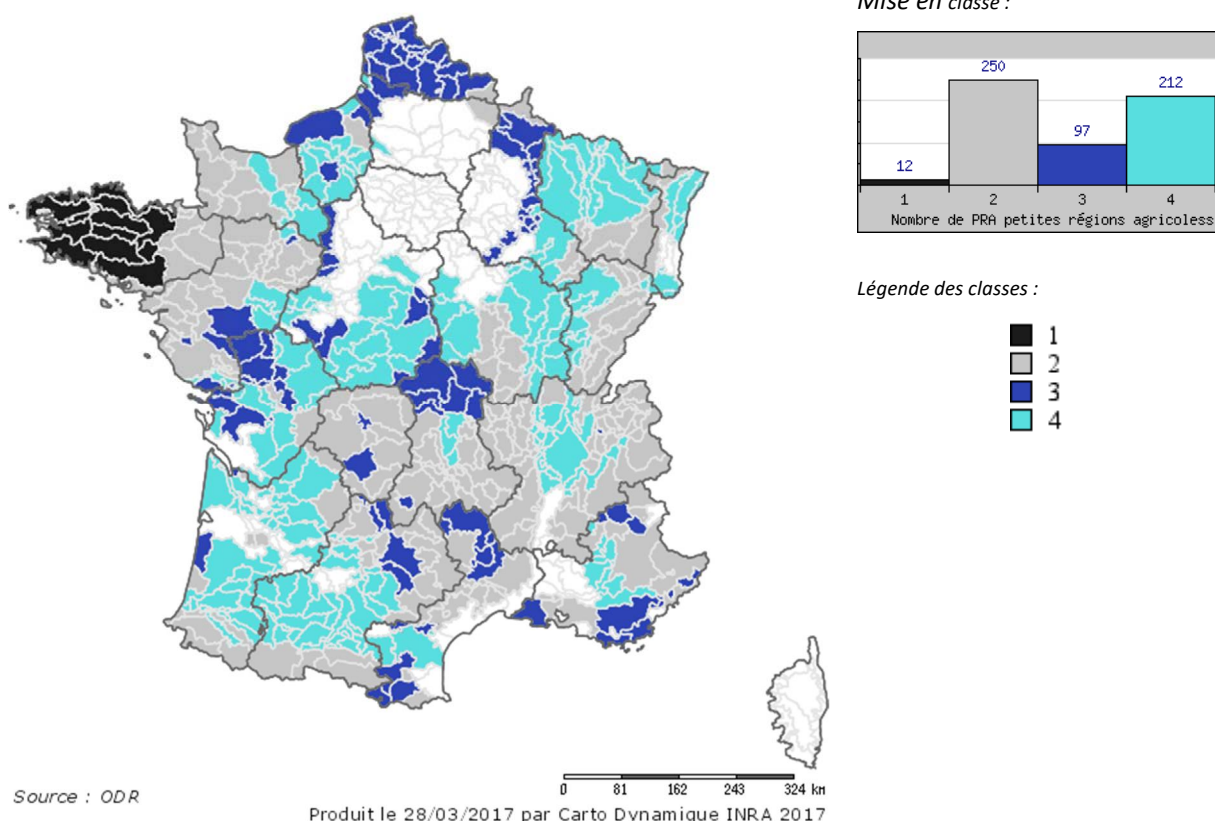 Mise en classe :
250
212
97
12
1 2 3 4
Nombre de PRA petites régions agricoless
Légende des classes :
1
2
3
4
0 81 162 243 324 km
Source : ODR
Produit le 28/03/2017 par Carto Dynamique INRA 2017